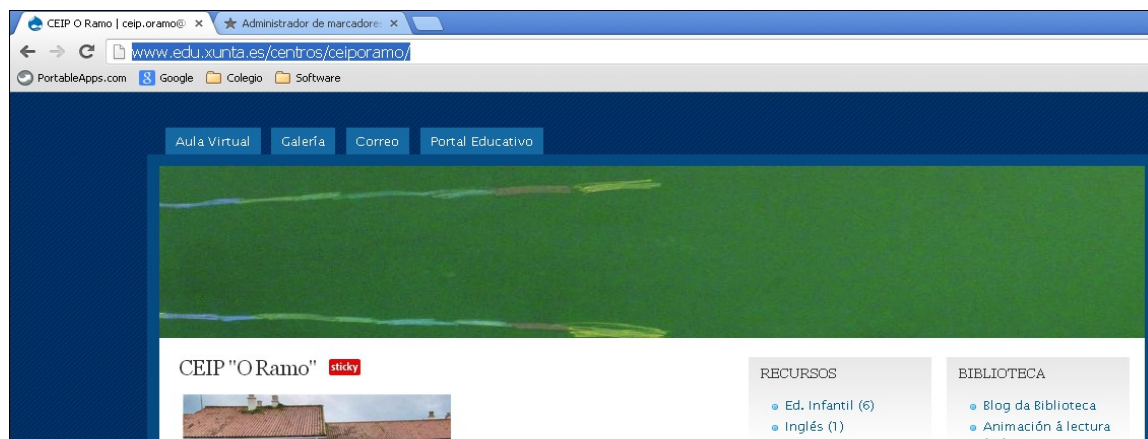 CEIP O Ramo | ceip.oramo@
Administrador de marcadore
www.edu.xunta.es/centros/ceiporamo/
PortableApps.com Google Colegio Software
Aula Virtual Galería Correo Portal Educativo
CEIP "O Ramo" sticky
RECURSOS
Ed. Infantil (6)
Inglés (1)
BIBLIOTECA
Blog da Biblioteca
Animación á lectura